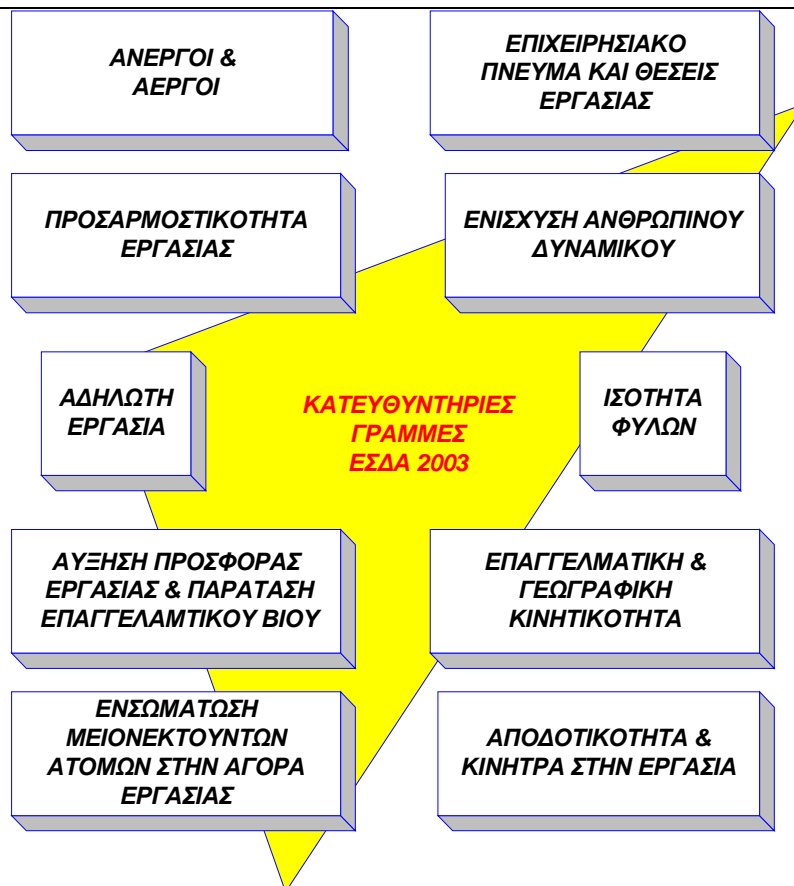 ΑΝΕΡΓΟΙ &
ΑΕΡΓΟΙ
ΕΠΙΧΕΙΡΗΣΙΑΚΟ
ΠΝΕΥΜΑ ΚΑΙ ΘΕΣΕΙΣ
ΕΡΓΑΣΙΑΣ
ΠΡΟΣΑΡΜΟΣΤΙΚΟΤΗΤΑ
ΕΡΓΑΣΙΑΣ
ΕΝΙΣΧΥΣΗ ΑΝΘΡΩΠΙΝΟΥ
ΔΥΝΑΜΙΚΟΥ
ΑΔΗΛΩΤΗ
ΕΡΓΑΣΙΑ
ΚΑΤΕΥΘΥΝΤΗΡΙΕΣ
ΓΡΑΜΜΕΣ
ΕΣΔΑ 2003
ΙΣΟΤΗΤΑ
ΦΥΛΩΝ
ΑΥΞΗΣΗ ΠΡΟΣΦΟΡΑΣ
ΕΡΓΑΣΙΑΣ & ΠΑΡΑΤΑΣΗ
ΕΠΑΓΓΕΛΑΜΤΙΚΟΥ ΒΙΟΥ
ΕΠΑΓΓΕΛΜΑΤΙΚΗ &
ΓΕΩΓΡΑΦΙΚΗ
ΚΙΝΗΤΙΚΟΤΗΤΑ
ΕΝΣΩΜΑΤΩΣΗ
ΜΕΙΟΝΕΚΤΟΥΝΤΩΝ
ΑΤΟΜΩΝ ΣΤΗΝ ΑΓΟΡΑ
ΕΡΓΑΣΙΑΣ
ΑΠΟΔΟΤΙΚΟΤΗΤΑ &
ΚΙΝΗΤΡΑ ΣΤΗΝ ΕΡΓΑΣΙΑ